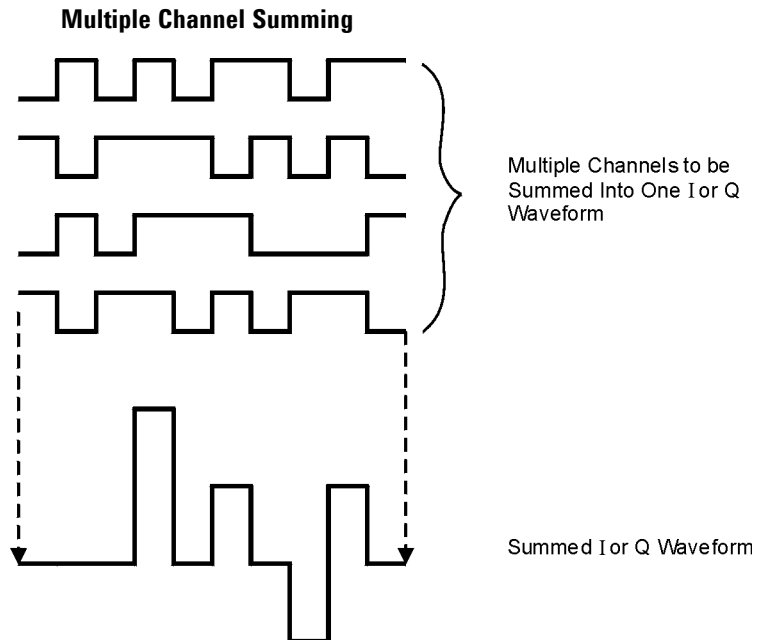 Multiple Channel Summing
Multiple Channels to be
Summed Into One I or Q
Waveform
Summed I or Q Waveform